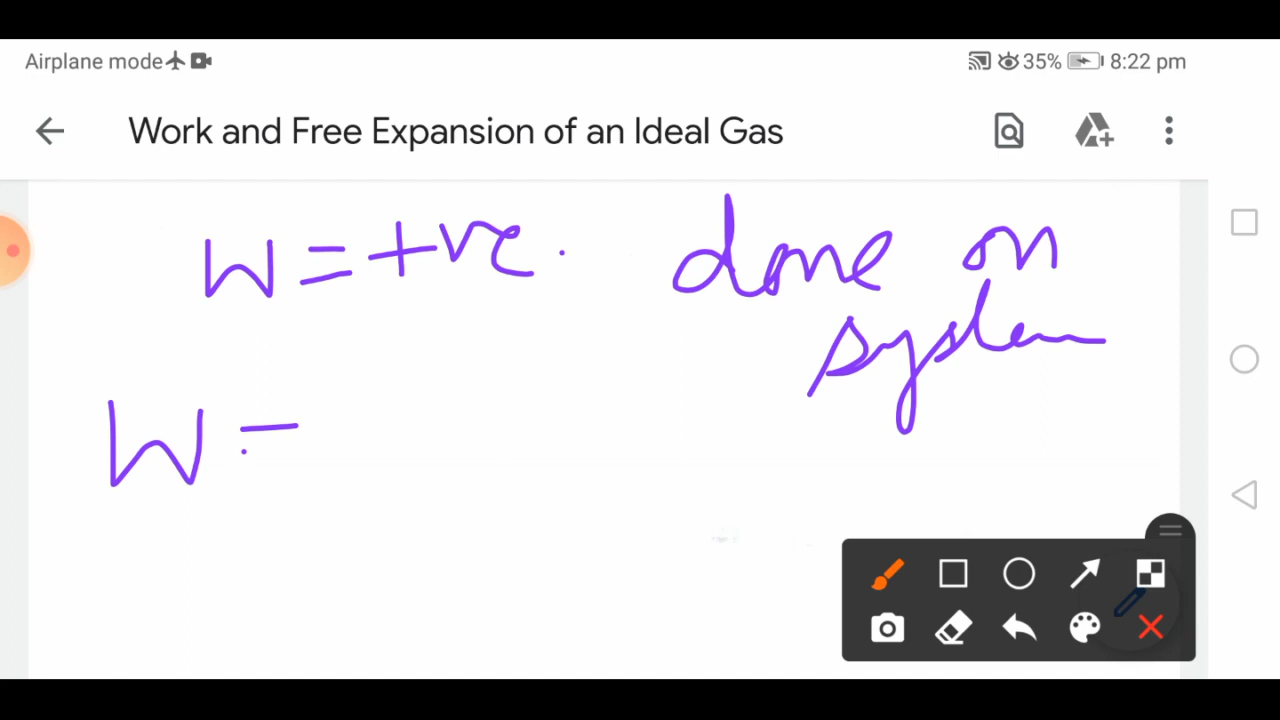 Airplane mode 35% 8:22 pm
Work and Free Expansion of an Ideal Gas
W = +ve. done on
system
W =